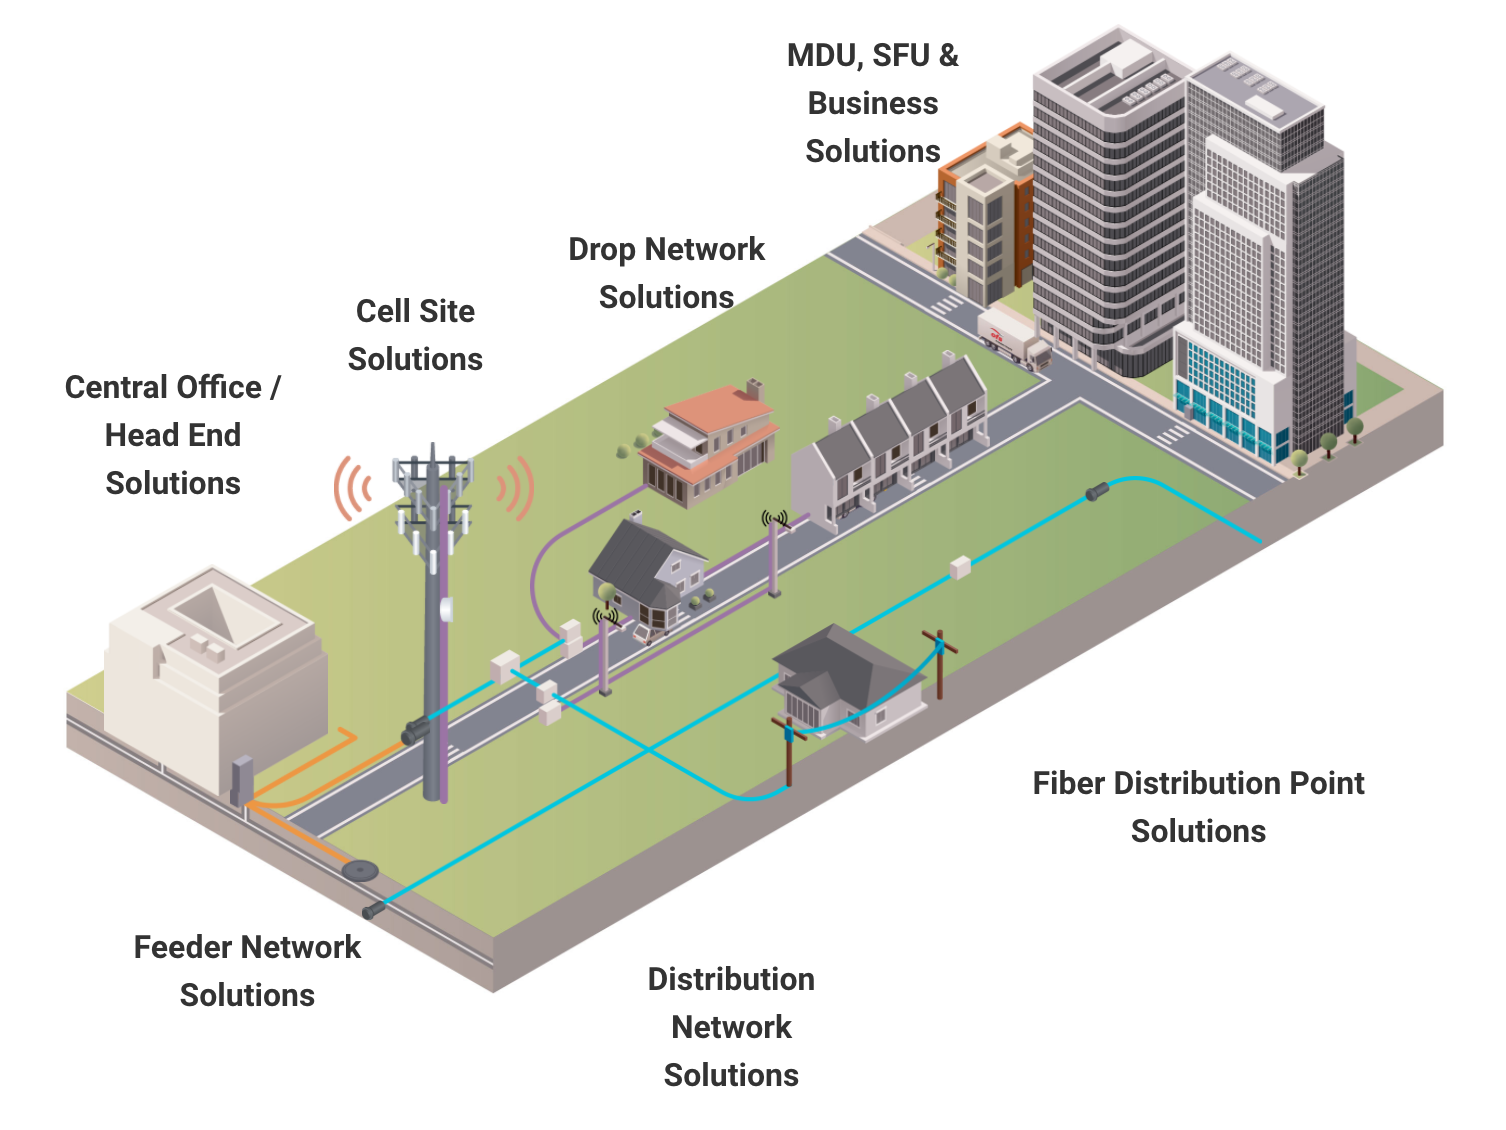 MDU, SFU &
Business
Solutions
Drop Network
Solutions
Cell Site
Solutions
Central Office /
Head End
Solutions
Fiber Distribution Point
Solutions
Feeder Network
Solutions
Distribution
Network
Solutions